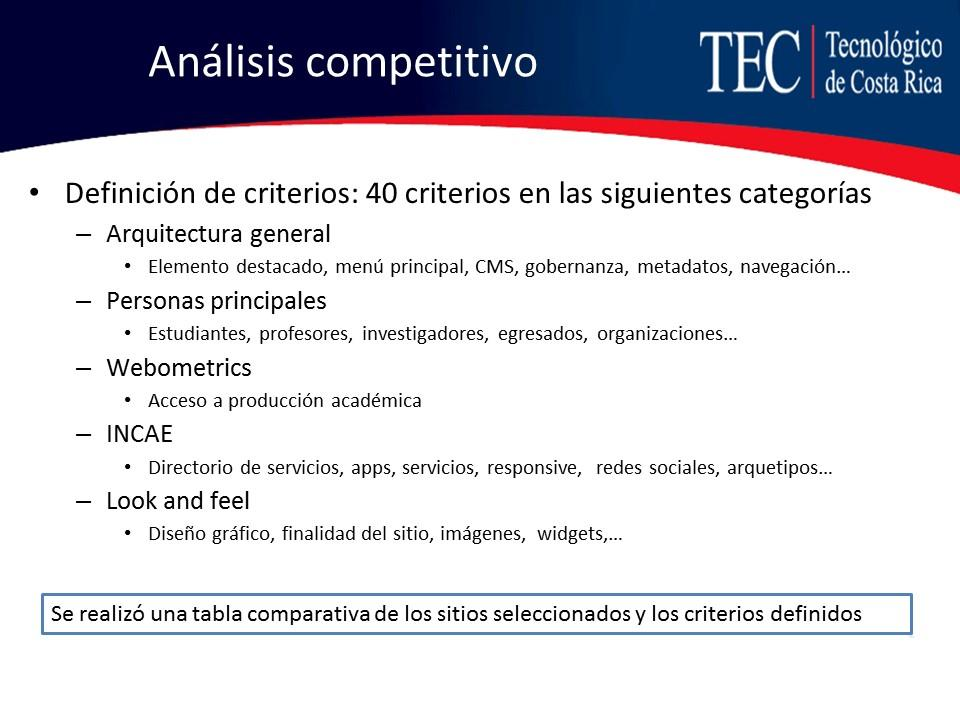 Análisis competitivo
TEC | Tecnológico
de Costa Rica
• Definición de criterios: 40 criterios en las siguientes categorías
– Arquitectura general
• Elemento destacado, menú principal, CMS, gobernanza, metadatos, navegación...
– Personas principales
• Estudiantes, profesores, investigadores, egresados, organizaciones...
– Webometrics
• Acceso a producción académica
– INCAE
• Directorio de servicios, apps, servicios, responsive, redes sociales, arquetipos...
– Look and feel
• Diseño gráfico, finalidad del sitio, imágenes, widgets,...
Se realizó una tabla comparativa de los sitios seleccionados y los criterios definidos